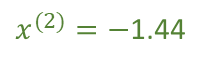 x⁽²⁾ = −1.44